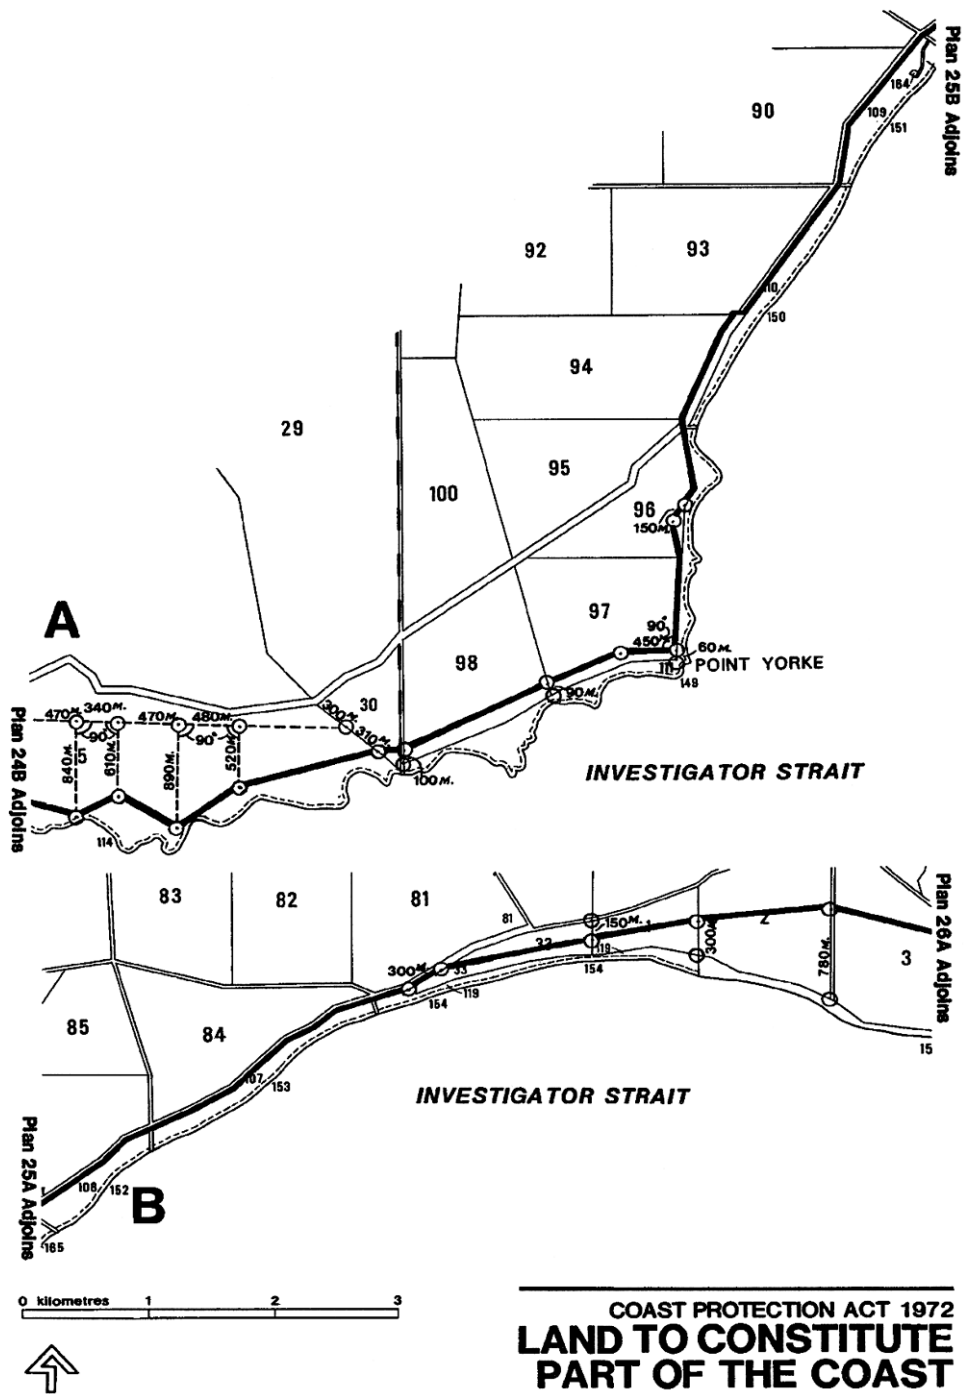 Plan 25B Adjoins
164
90
109
151
92
93
110
150
94
29
95
100
96
150M.
A
97
90°
450M.
60M.
98
111
POINT YORKE
149
30
300M.
90M.
470M.
340M.
470M.
480M.
310M.
90°
90°
5
840M.
610M.
890M.
520M.
100M.
INVESTIGATOR STRAIT
Plan 24B Adjoins
114
83
82
81
81
150M.
1
2
Plan 26A Adjoins
33
119
300M.
780M.
3
300M.
33
154
119
154
85
84
15
107
153
INVESTIGATOR STRAIT
Plan 25A Adjoins
108
152
B
165
0 kilometres 1 2 3
COAST PROTECTION ACT 1972
LAND TO CONSTITUTE
PART OF THE COAST